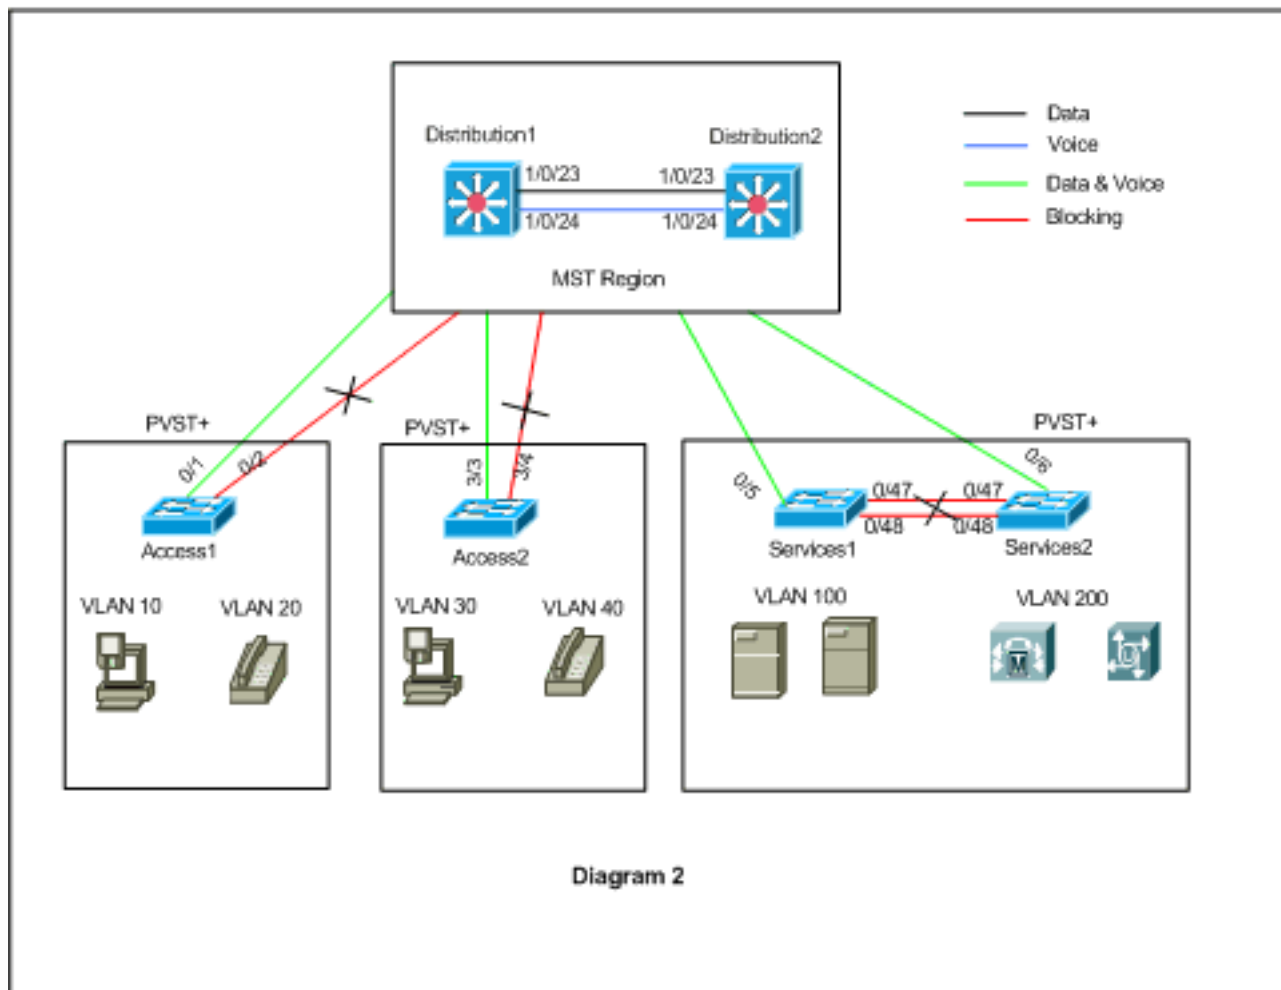 Distribution1
Distribution2
1/0/23
1/0/23
1/0/24
1/0/24
MST Region
Data
Voice
Data & Voice
Blocking
PVST+
0/1
0/2
Access1
VLAN 10
VLAN 20
PVST+
3/3
3/4
Access2
VLAN 30
VLAN 40
PVST+
0/5
0/6
0/47
0/47
0/48
0/48
Services1
Services2
VLAN 100
VLAN 200
M
Diagram 2